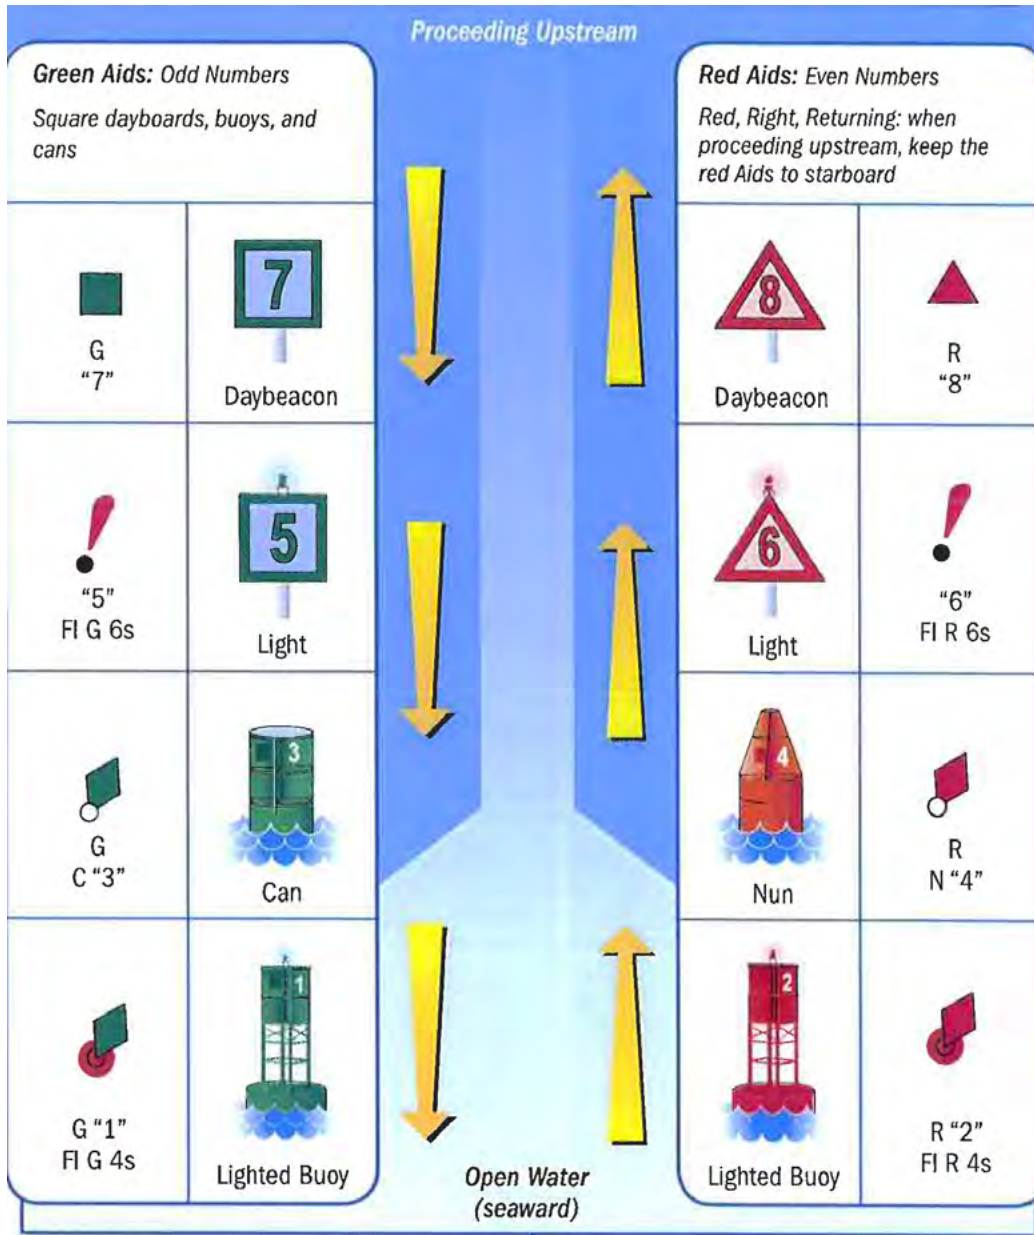 Proceeding Upstream
Green Aids: Odd Numbers
Square dayboards, buoys, and
cans
Red Aids: Even Numbers
Red, Right, Returning: when
proceeding upstream, keep the
red Aids to starboard
G
“7”
7
Daybeacon
8
Daybeacon
R
“8”
“5”
Fl G 6s
5
Light
6
Light
“6”
Fl R 6s
G
C “3”
3
Can
4
Nun
R
N “4”
G “1”
Fl G 4s
1
Lighted Buoy
2
Lighted Buoy
R “2”
Fl R 4s
Open Water
(seaward)